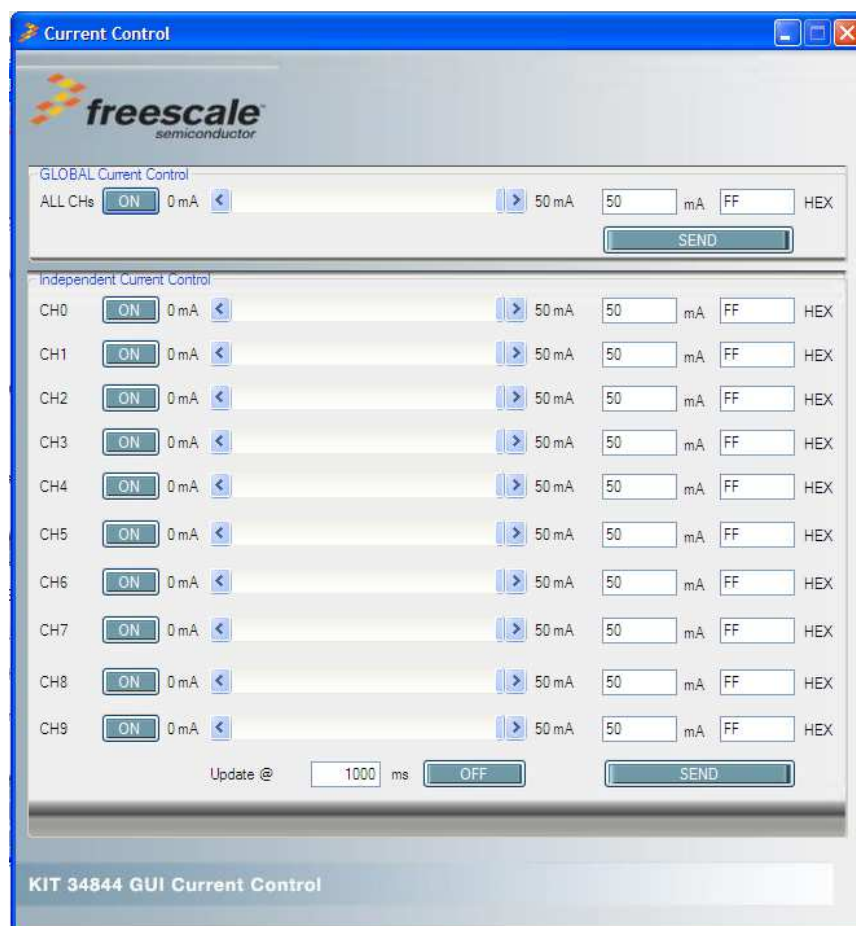 Current Control
freescale™
semiconductor
GLOBAL Current Control
ALL CHs ON 0 mA 50 mA 50 mA FF HEX
SEND
Independent Current Control
CH0 ON 0 mA 50 mA 50 mA FF HEX
CH1 ON 0 mA 50 mA 50 mA FF HEX
CH2 ON 0 mA 50 mA 50 mA FF HEX
CH3 ON 0 mA 50 mA 50 mA FF HEX
CH4 ON 0 mA 50 mA 50 mA FF HEX
CH5 ON 0 mA 50 mA 50 mA FF HEX
CH6 ON 0 mA 50 mA 50 mA FF HEX
CH7 ON 0 mA 50 mA 50 mA FF HEX
CH8 ON 0 mA 50 mA 50 mA FF HEX
CH9 ON 0 mA 50 mA 50 mA FF HEX
Update @ 1000 ms OFF SEND
KIT 34844 GUI Current Control